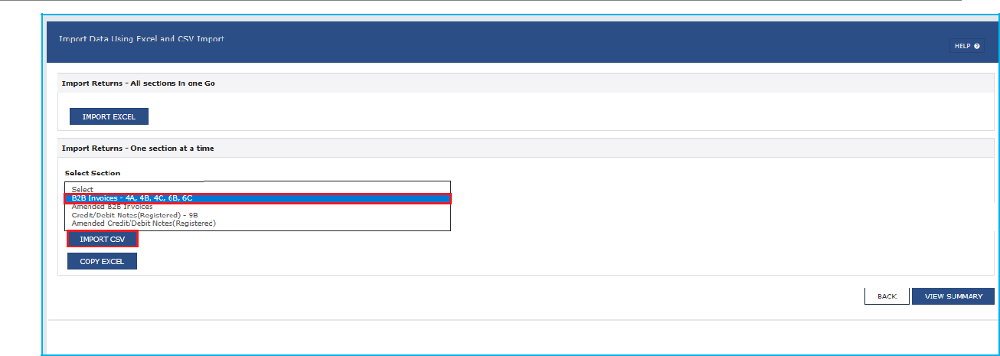 Import Data Using Excel and CSV Import
HELP
Import Returns - All sections In one Go
IMPORT EXCEL
Import Returns - One section at a time
Select Section
Select
B2B Invoices - 4A, 4B, 4C, 6B, 6C
Amended B2B Invoices
Credit/Debit Notes(Registered) - 9B
Amended Credit/Debit Notes(Registered)
IMPORT CSV
COPY EXCEL
BACK VIEW SUMMARY